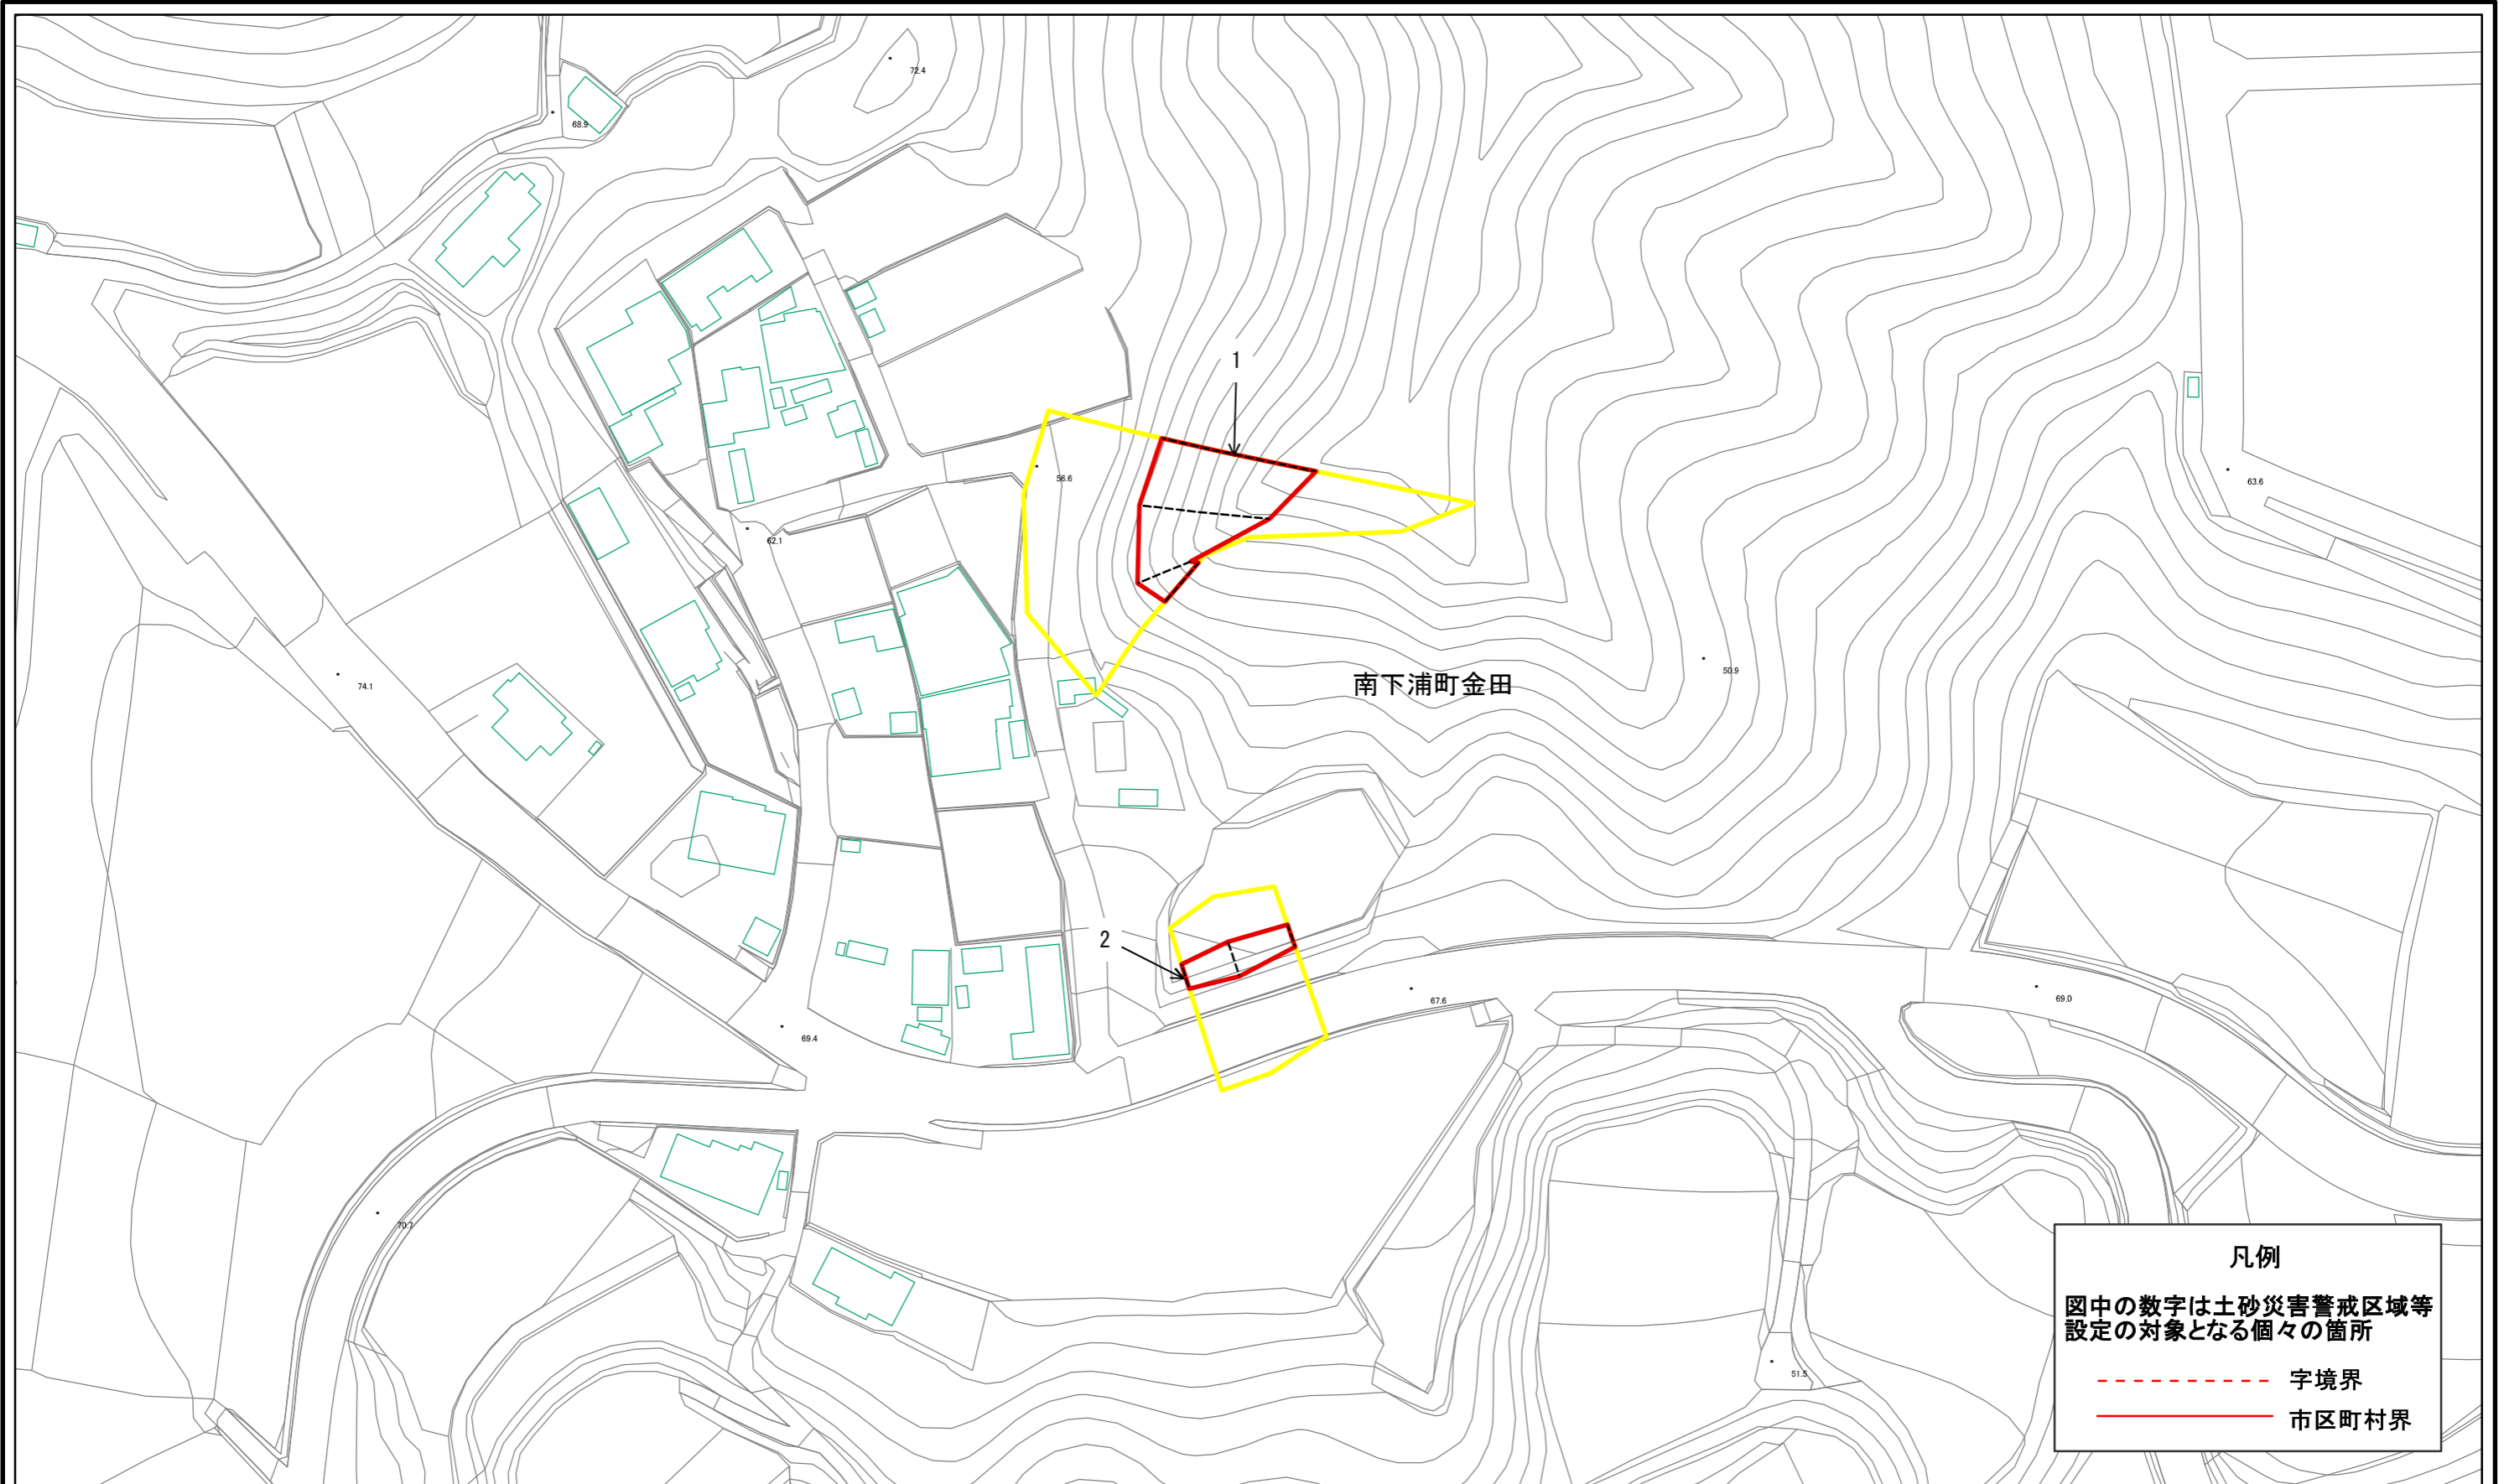 72.4
68.9
1
56.6
63.6
62.1
74.1
南下浦町金田
50.9
2
67.6
69.0
69.4
70.7
凡例
図中の数字は土砂災害警戒区域等
設定の対象となる個々の箇所
字境界
市区町村界
51.5